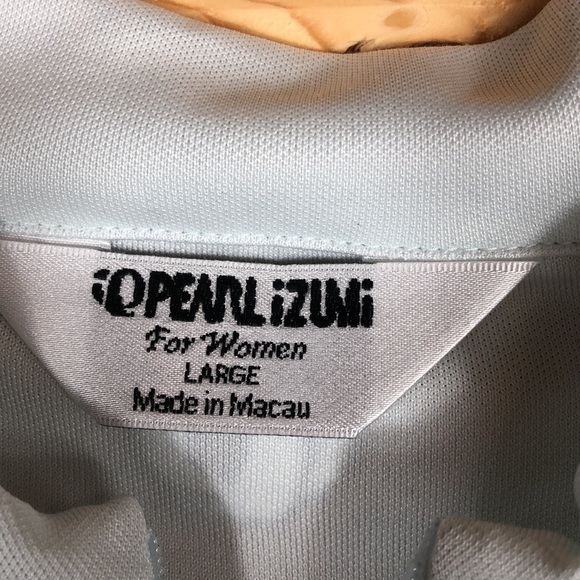 PEARL iZUMi
For Women
LARGE
Made in Macau